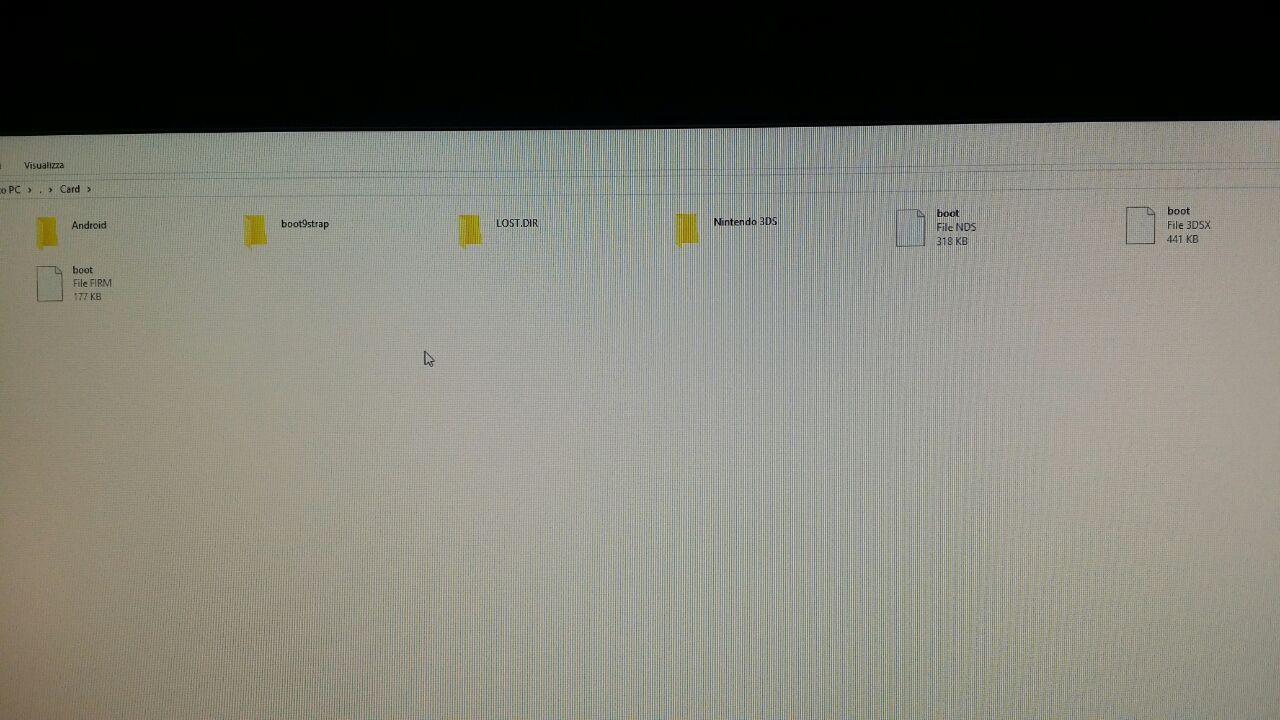 Visualizza
to PC > . > Card >
Android
boot9strap
LOST.DIR
Nintendo 3DS
boot
File NDS
318 KB
boot
File 3DSX
441 KB
boot
File FIRM
177 KB